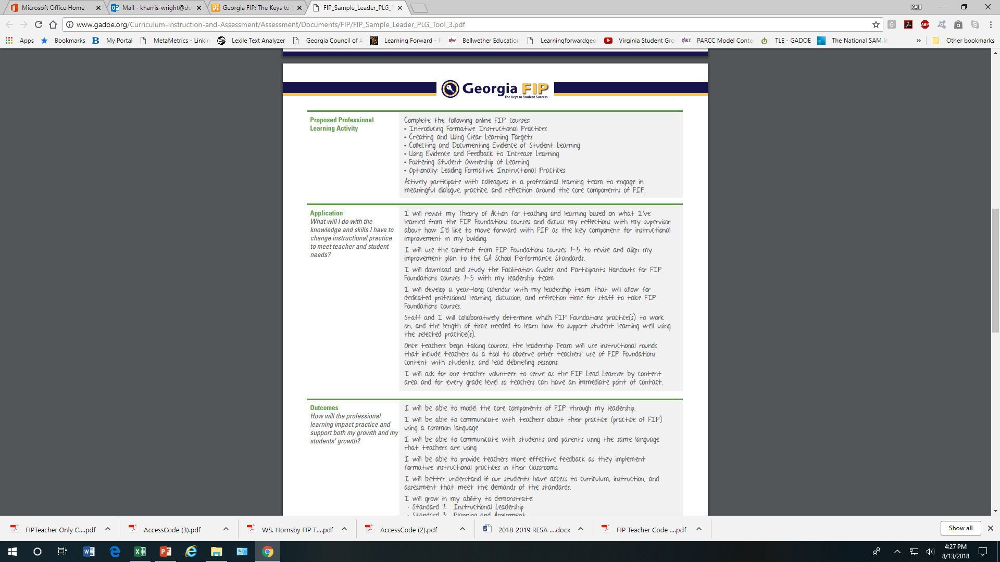 Microsoft Office Home
Mail - kharris-wright@do
Georgia FIP: The Keys to
FIP_Sample_Leader_PLG_
Kelli
www.gadoe.org/Curriculum-Instruction-and-Assessment/Assessment/Documents/FIP/FIP_Sample_Leader_PLG_Tool_3.pdf
Apps
Bookmarks
My Portal
MetaMetrics - Linkin
Lexile Text Analyzer
Georgia Council of A
Learning Forward -
Bellwether Education
Learningforwardgeo
Virginia Student Gro
PARCC Model Conte
TLE - GADOE
The National SAM In
Other bookmarks
Georgia FIP
The Keys to Student Success
Proposed Professional
Learning Activity
Complete the following online FIP courses:
• Introducing Formative Instructional Practices
• Creating and Using Clear Learning Targets
• Collecting and Documenting Evidence of Student Learning
• Using Evidence and Feedback to Increase Learning
• Fostering Student Ownership of Learning
• Optionally: Leading Formative Instructional Practices
Actively participate with colleagues in a professional learning team to engage in
meaningful dialogue, practice, and reflection around the core components of FIP.
Application
What will I do with the
knowledge and skills I have to
change instructional practice
to meet teacher and student
needs?
I will revisit my Theory of Action for teaching and learning based on what I've
learned from the FIP Foundations courses and discuss my reflections with my supervisor
about how I'd like to move forward with FIP as the key component for instructional
improvement in my building.
I will use the content from FIP Foundations courses 1-5 to revise and align my
improvement plan to the GA School Performance Standards.
I will download and study the Facilitation Guides and Participants Handouts for FIP
Foundations courses 1-5 with my leadership team
I will develop a year-long calendar with my leadership team that will allow for
dedicated professional learning, discussion, and reflection time for staff to take FIP
Foundations courses.
Staff and I will collaboratively determine which FIP Foundations practice(s) to work
on, and the length of time needed to learn how to support student learning well using
the selected practice(s).
Once teachers begin taking courses, the leadership Team will use instructional rounds
that include teachers as a tool to observe other teachers' use of FIP Foundations
content with students, and lead debriefing sessions.
I will ask for one teacher volunteer to serve as the FIP Lead Learner by content
area and for every grade level so teachers can have an immediate point of contact.
Outcomes
How will the professional
learning impact practice and
support both my growth and my
students' growth?
I will be able to model the core components of FIP through my leadership.
I will be able to communicate with teachers about their practice (practice of FIP)
using a common language.
I will be able to communicate with students and parents using the same language
that teachers are using.
I will be able to provide teachers more effective feedback as they implement
formative instructional practices in their classrooms.
I will better understand if our students have access to curriculum, instruction, and
assessment that meet the demands of the standards.
I will grow in my ability to demonstrate:
· Standard 1: Instructional Leadership
· Standard 3: Planning and Assessment
FIPTeacher Only C....pdf
AccessCode (3).pdf
WS. Hornsby FIP T....pdf
AccessCode (2).pdf
2018-2019 RESA ....docx
FIP Teacher Code ....pdf
Show all
4:27 PM
8/13/2018